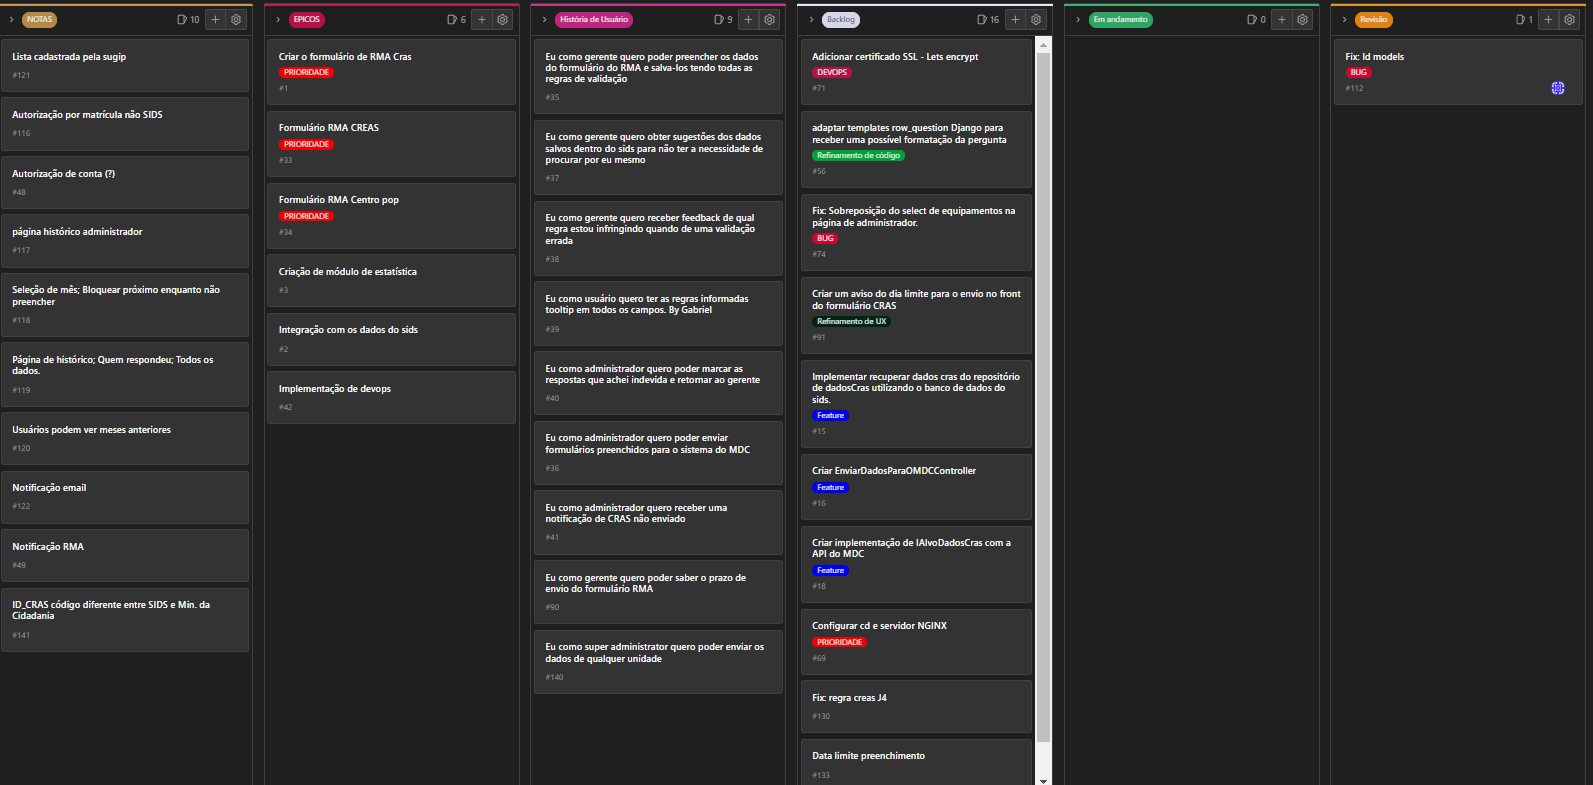 NOTAS
10
Lista cadastrada pela sugip
#121
Autorização por matrícula não SIDS
#116
Autorização de conta (?)
#48
página histórico administrador
#117
Seleção de mês; Bloquear próximo enquanto não
preencher
#118
Página de histórico; Quem respondeu; Todos os
dados.
#119
Usuários podem ver meses anteriores
#120
Notificação email
#122
Notificação RMA
#49
ID_CRAS código diferente entre SIDS e Min. da
Cidadania
#141
EPICOS
6
Criar o formulário de RMA Cras
PRIORIDADE
#1
Formulário RMA CREAS
PRIORIDADE
#33
Formulário RMA Centro pop
PRIORIDADE
#34
Criação de módulo de estatística
#3
Integração com os dados do sids
#2
Implementação de devops
#42
História de Usuário
9
Eu como gerente quero poder preencher os dados
do formulário do RMA e salva-los tendo todas as
regras de validação
#35
Eu como gerente quero obter sugestões dos dados
salvos dentro do sids para não ter a necessidade de
procurar por eu mesmo
#37
Eu como gerente quero receber feedback de qual
regra estou infringindo quando de uma validação
errada
#38
Eu como usuário quero ter as regras informadas
tooltip em todos os campos. By Gabriel
#39
Eu como administrador quero poder marcar as
respostas que achei indevida e retornar ao gerente
#40
Eu como administrador quero poder enviar
formulários preenchidos para o sistema do MDC
#36
Eu como administrador quero receber uma
notificação de CRAS não enviado
#41
Eu como gerente quero poder saber o prazo de
envio do formulário RMA
#90
Eu como super administrator quero poder enviar os
dados de qualquer unidade
#140
Backlog
16
Adicionar certificado SSL - Lets encrypt
DEVOPS
#71
adaptar templates row_question Django para
receber uma possível formatação da pergunta
Refinamento de código
#56
Fix: Sobreposição do select de equipamentos na
página de administrador.
BUG
#74
Criar um aviso do dia limite para o envio no front
do formulário CRAS
Refinamento de UX
#91
Implementar recuperar dados cras do repositório
de dadosCras utilizando o banco de dados do
sids.
Feature
#15
Criar EnviarDadosParaOMDCController
Feature
#16
Criar implementação de IAlvoDadosCras com a
API do MDC
Feature
#18
Configurar cd e servidor NGINX
PRIORIDADE
#69
Fix: regra creas J4
#130
Data limite preenchimento
#133
Em andamento
0
Revisão
1
Fix: Id models
BUG
#112